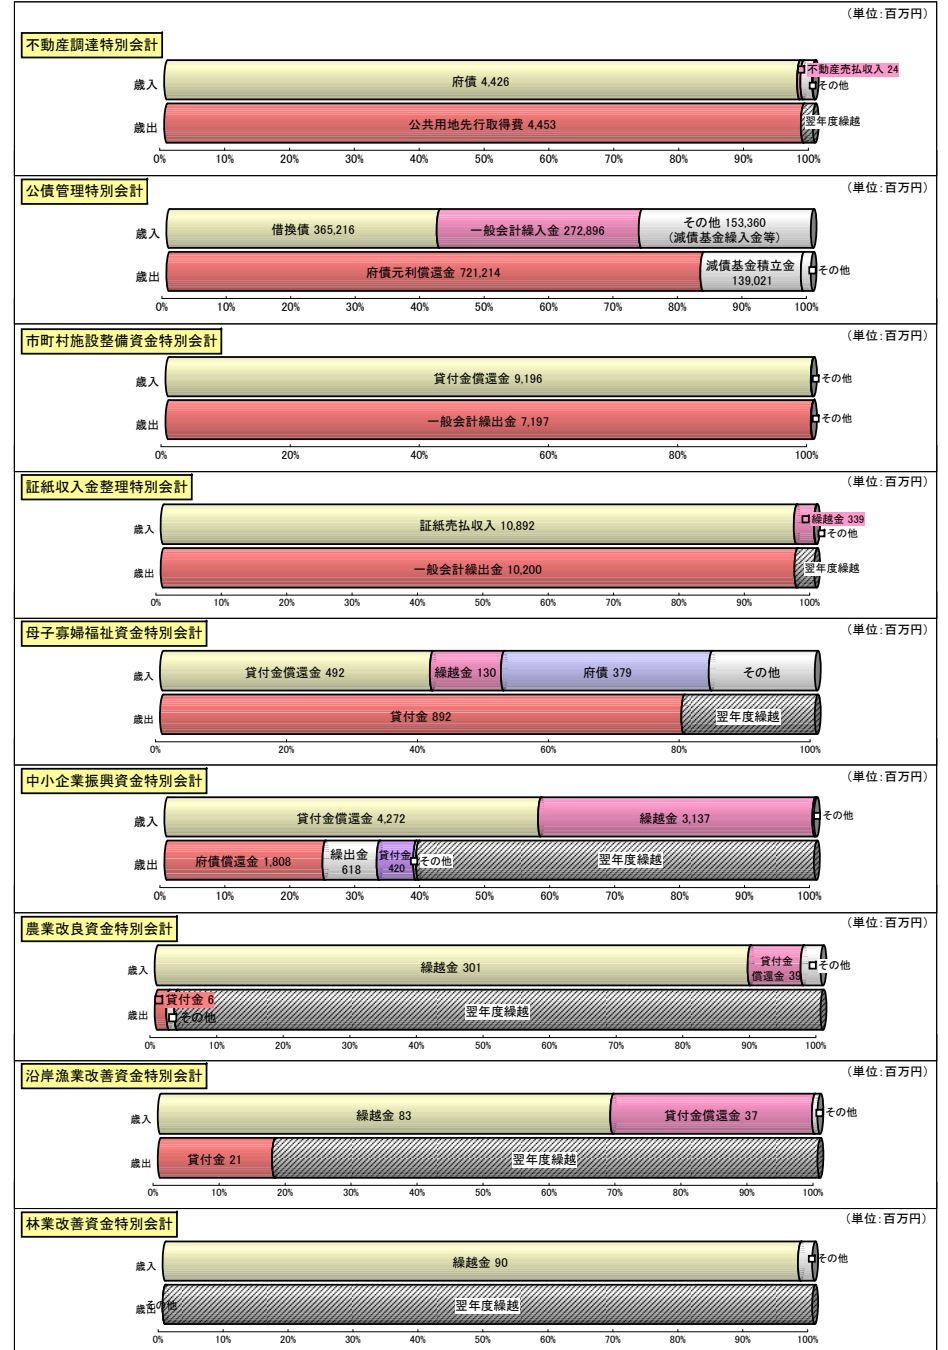 （単位：百万円）
不動産調達特別会計
歳入
府債 4,426
不動産売払収入 24
その他
歳出
公共用地先行取得費 4,453
翌年度繰越
0% 10% 20% 30% 40% 50% 60% 70% 80% 90% 100%
公債管理特別会計
（単位：百万円）
歳入
借換債 365,216
一般会計繰入金 272,896
その他 153,360
（減債基金繰入金等）
歳出
府債元利償還金 721,214
減債基金積立金
139,021
その他
0% 10% 20% 30% 40% 50% 60% 70% 80% 90% 100%
市町村施設整備資金特別会計
（単位：百万円）
歳入
貸付金償還金 9,196
その他
歳出
一般会計繰出金 7,197
その他
0% 20% 40% 60% 80% 100%
証紙収入金整理特別会計
（単位：百万円）
歳入
証紙売払収入 10,892
繰越金 339
その他
歳出
一般会計繰出金 10,200
翌年度繰越
0% 10% 20% 30% 40% 50% 60% 70% 80% 90% 100%
母子寡婦福祉資金特別会計
（単位：百万円）
歳入
貸付金償還金 492
繰越金 130
府債 379
その他
歳出
貸付金 892
翌年度繰越
0% 20% 40% 60% 80% 100%
中小企業振興資金特別会計
（単位：百万円）
歳入
貸付金償還金 4,272
繰越金 3,137
その他
歳出
府債償還金 1,808
繰出金
618
貸付金
420
その他
翌年度繰越
0% 10% 20% 30% 40% 50% 60% 70% 80% 90% 100%
農業改良資金特別会計
（単位：百万円）
歳入
繰越金 301
貸付金
償還金 39
その他
歳出
貸付金 6
その他
翌年度繰越
0% 10% 20% 30% 40% 50% 60% 70% 80% 90% 100%
沿岸漁業改善資金特別会計
（単位：百万円）
歳入
繰越金 83
貸付金償還金 37
その他
歳出
貸付金 21
翌年度繰越
0% 10% 20% 30% 40% 50% 60% 70% 80% 90% 100%
林業改善資金特別会計
（単位：百万円）
歳入
繰越金 90
その他
歳出
その他
翌年度繰越
0% 10% 20% 30% 40% 50% 60% 70% 80% 90% 100%